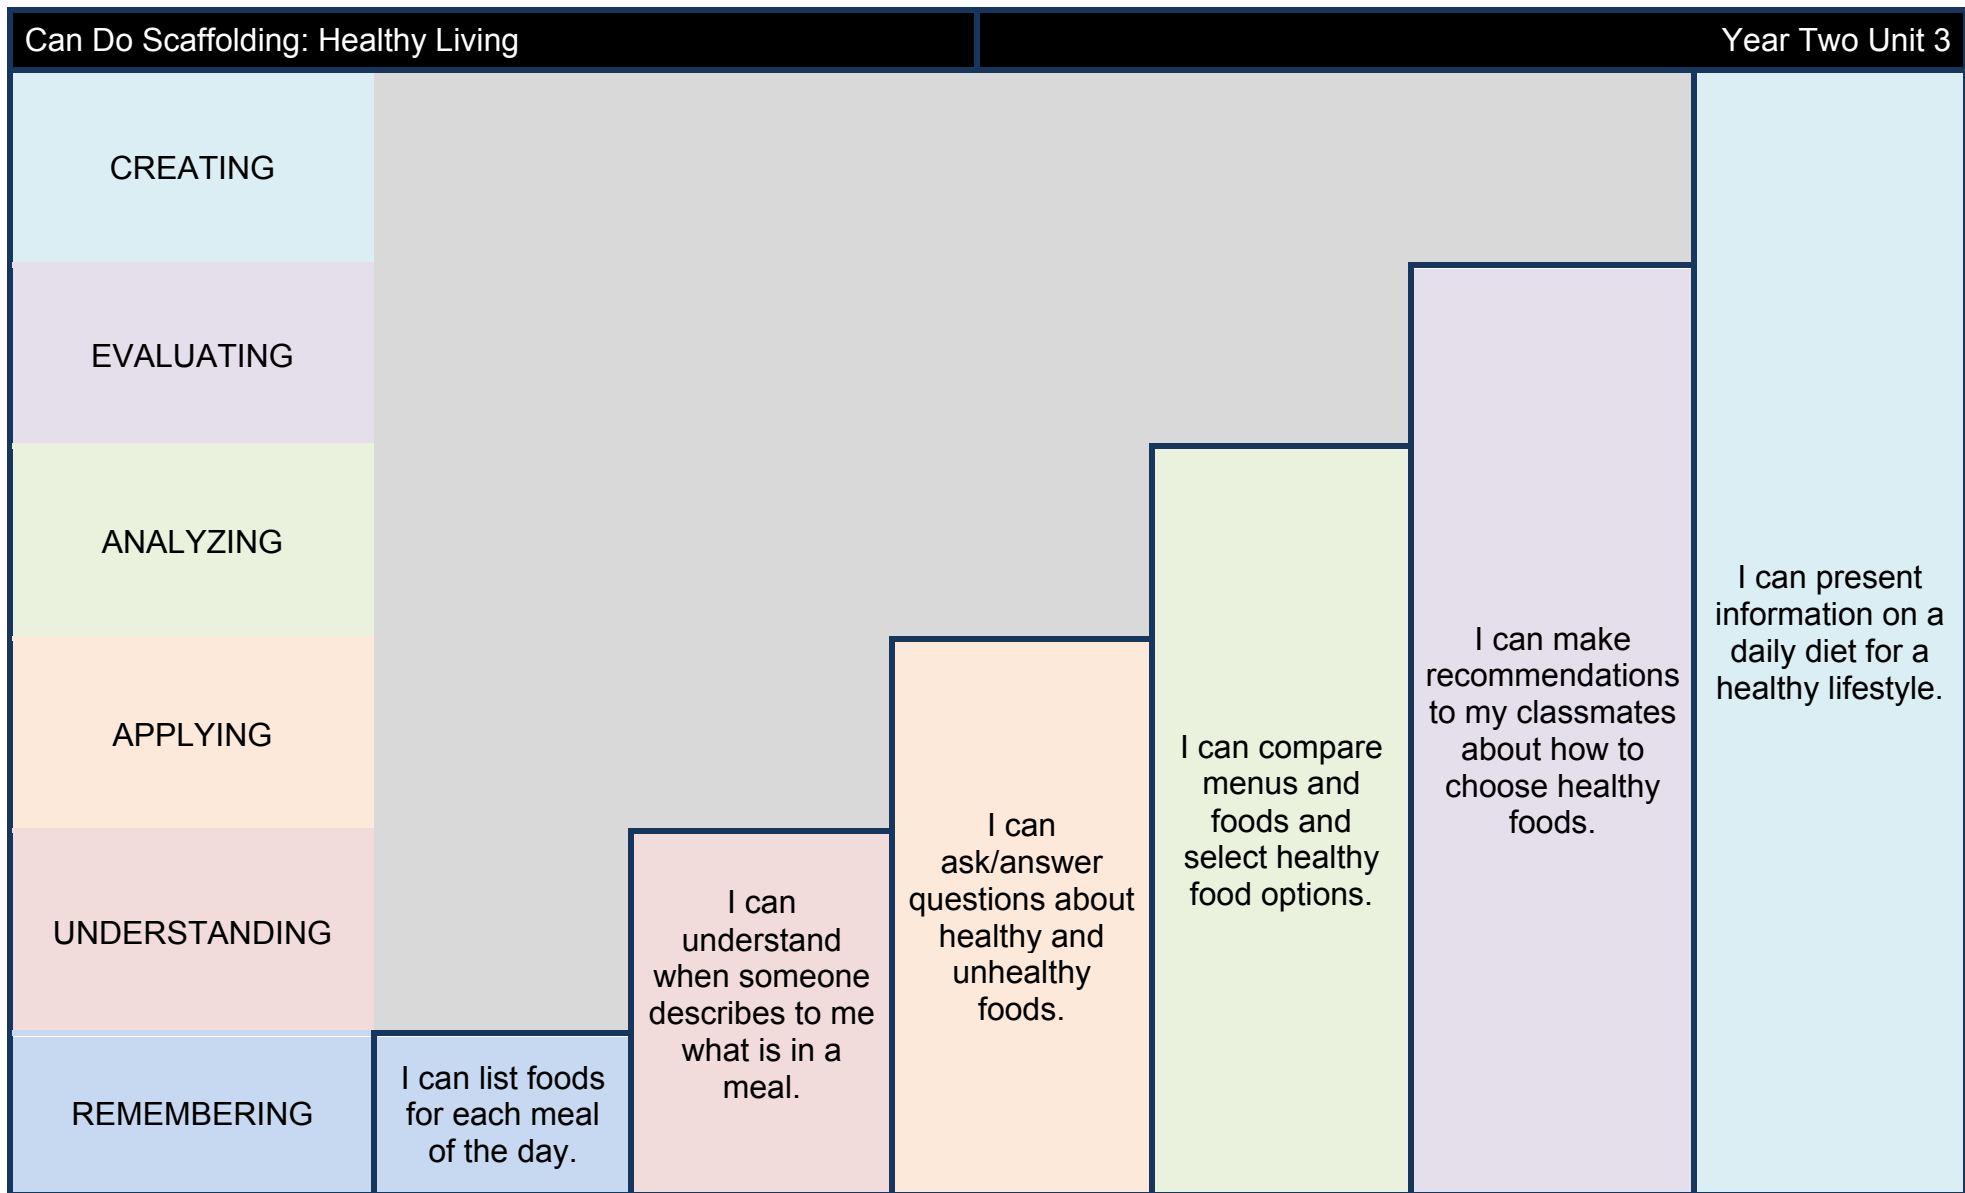 Can Do Scaffolding: Healthy Living
Year Two Unit 3
CREATING
EVALUATING
ANALYZING
APPLYING
UNDERSTANDING
REMEMBERING
I can list foods
for each meal
of the day.
I can
understand
when someone
describes to me
what is in a
meal.
I can
ask/answer
questions about
healthy and
unhealthy
foods.
I can compare
menus and
foods and
select healthy
food options.
I can make
recommendations
to my classmates
about how to
choose healthy
foods.
I can present
information on a
daily diet for a
healthy lifestyle.